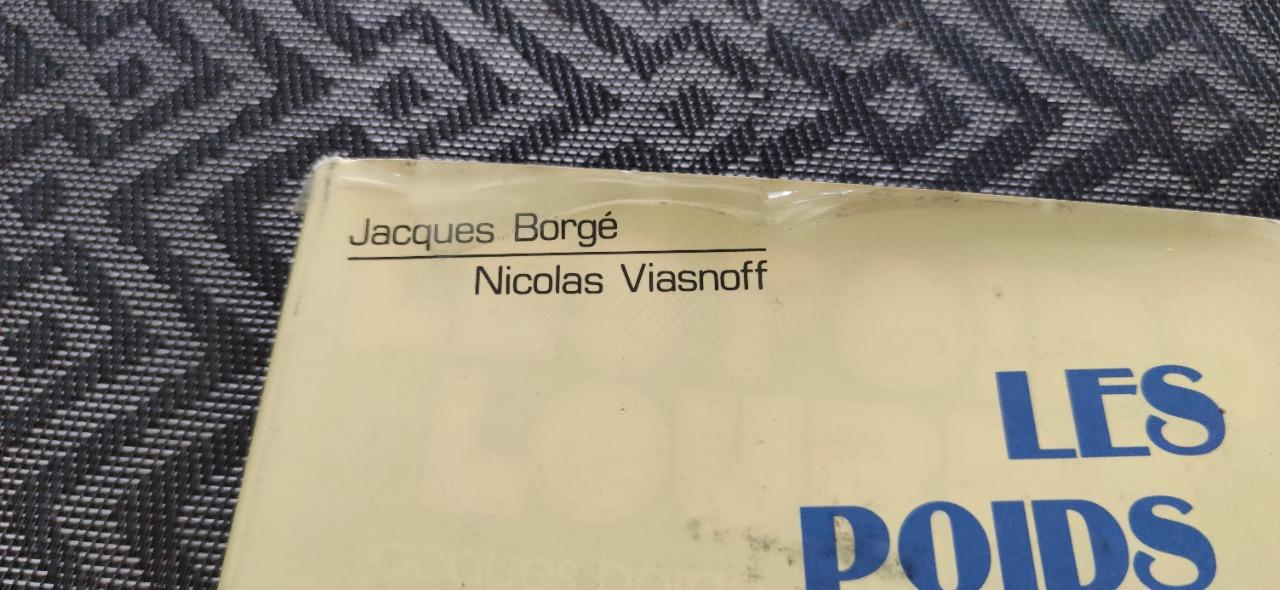 Jacques Borgé
Nicolas Viasnoff
LES
POIDS